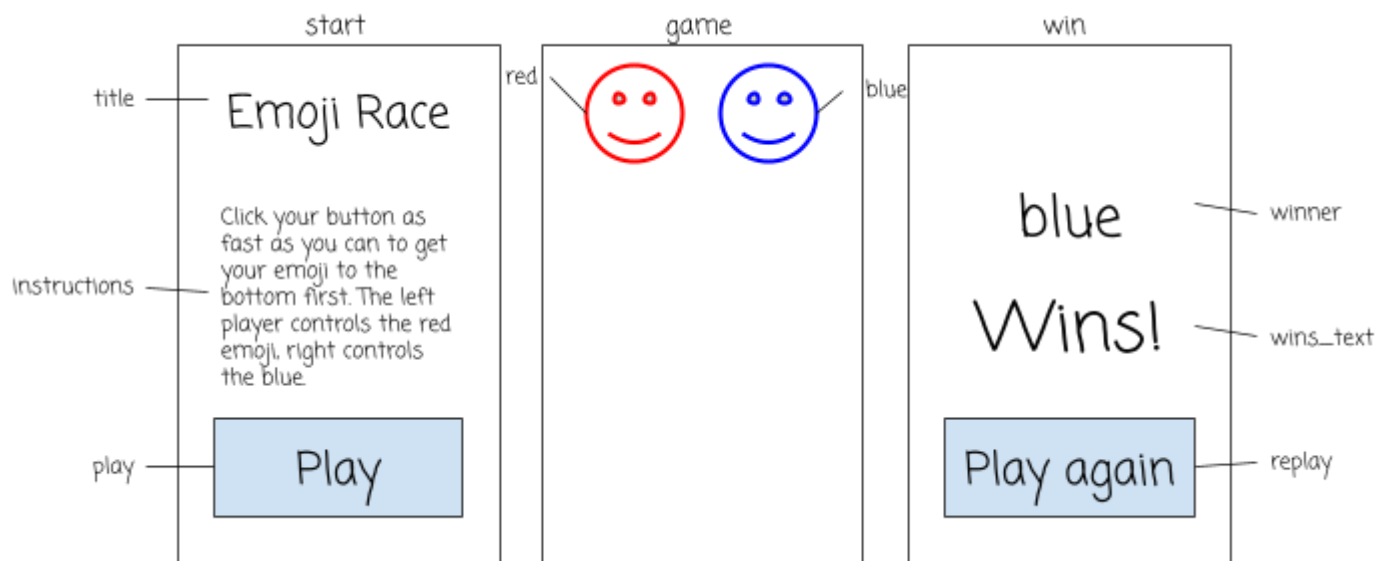 start
game
win
title
Emoji Race
red
blue
instructions
Click your button as
fast as you can to get
your emoji to the
bottom first. The left
player controls the red
emoji, right controls
the blue.
play
Play
blue
winner
Wins!
wins_text
Play again
replay